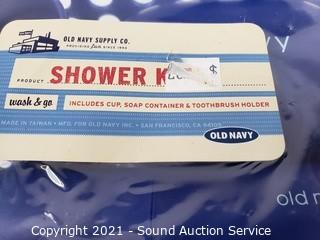 OLD NAVY SUPPLY CO.
PROVIDING Fun SINCE 1994
PRODUCT SHOWER K
$
wash & go INCLUDES CUP, SOAP CONTAINER & TOOTHBRUSH HOLDER
MADE IN TAIWAN • MFG. FOR OLD NAVY INC. • SAN FRANCISCO, CA 94105
OLD NAVY
old n
Copyright 2021 - Sound Auction Service